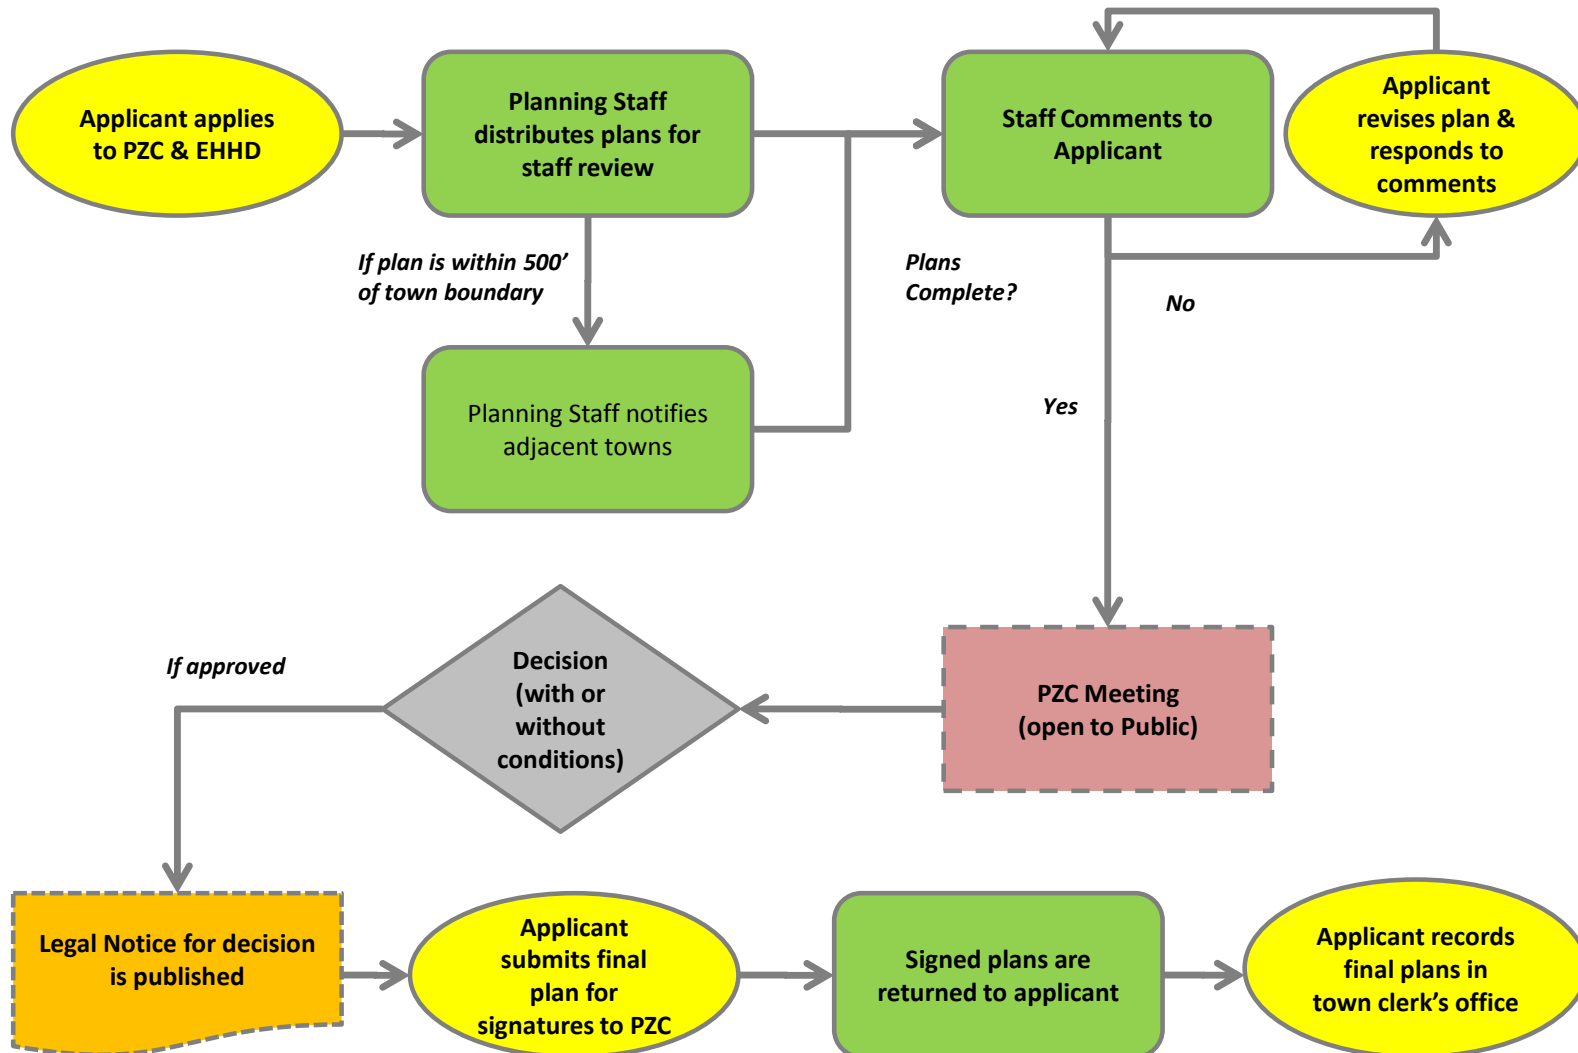 Applicant applies
to PZC & EHHD
Planning Staff
distributes plans for
staff review
Staff Comments to
Applicant
Applicant
revises plan &
responds to
comments
If plan is within 500’
of town boundary
Plans
Complete?
No
Planning Staff notifies
adjacent towns
Yes
If approved
Decision
(with or
without
conditions)
PZC Meeting
(open to Public)
Legal Notice for decision
is published
Applicant
submits final
plan for
signatures to PZC
Signed plans are
returned to applicant
Applicant records
final plans in
town clerk’s office